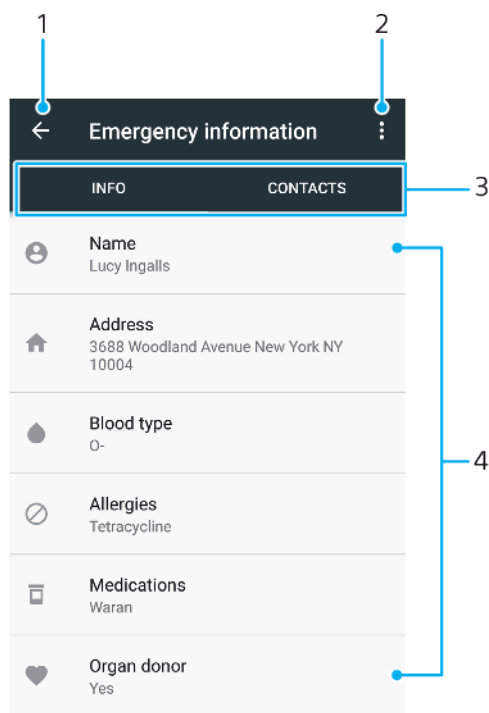 1
2
Emergency information
INFO CONTACTS
3
Name
Lucy Ingalls
Address
3688 Woodland Avenue New York NY
10004
Blood type
O-
4
Allergies
Tetracycline
Medications
Waran
Organ donor
Yes